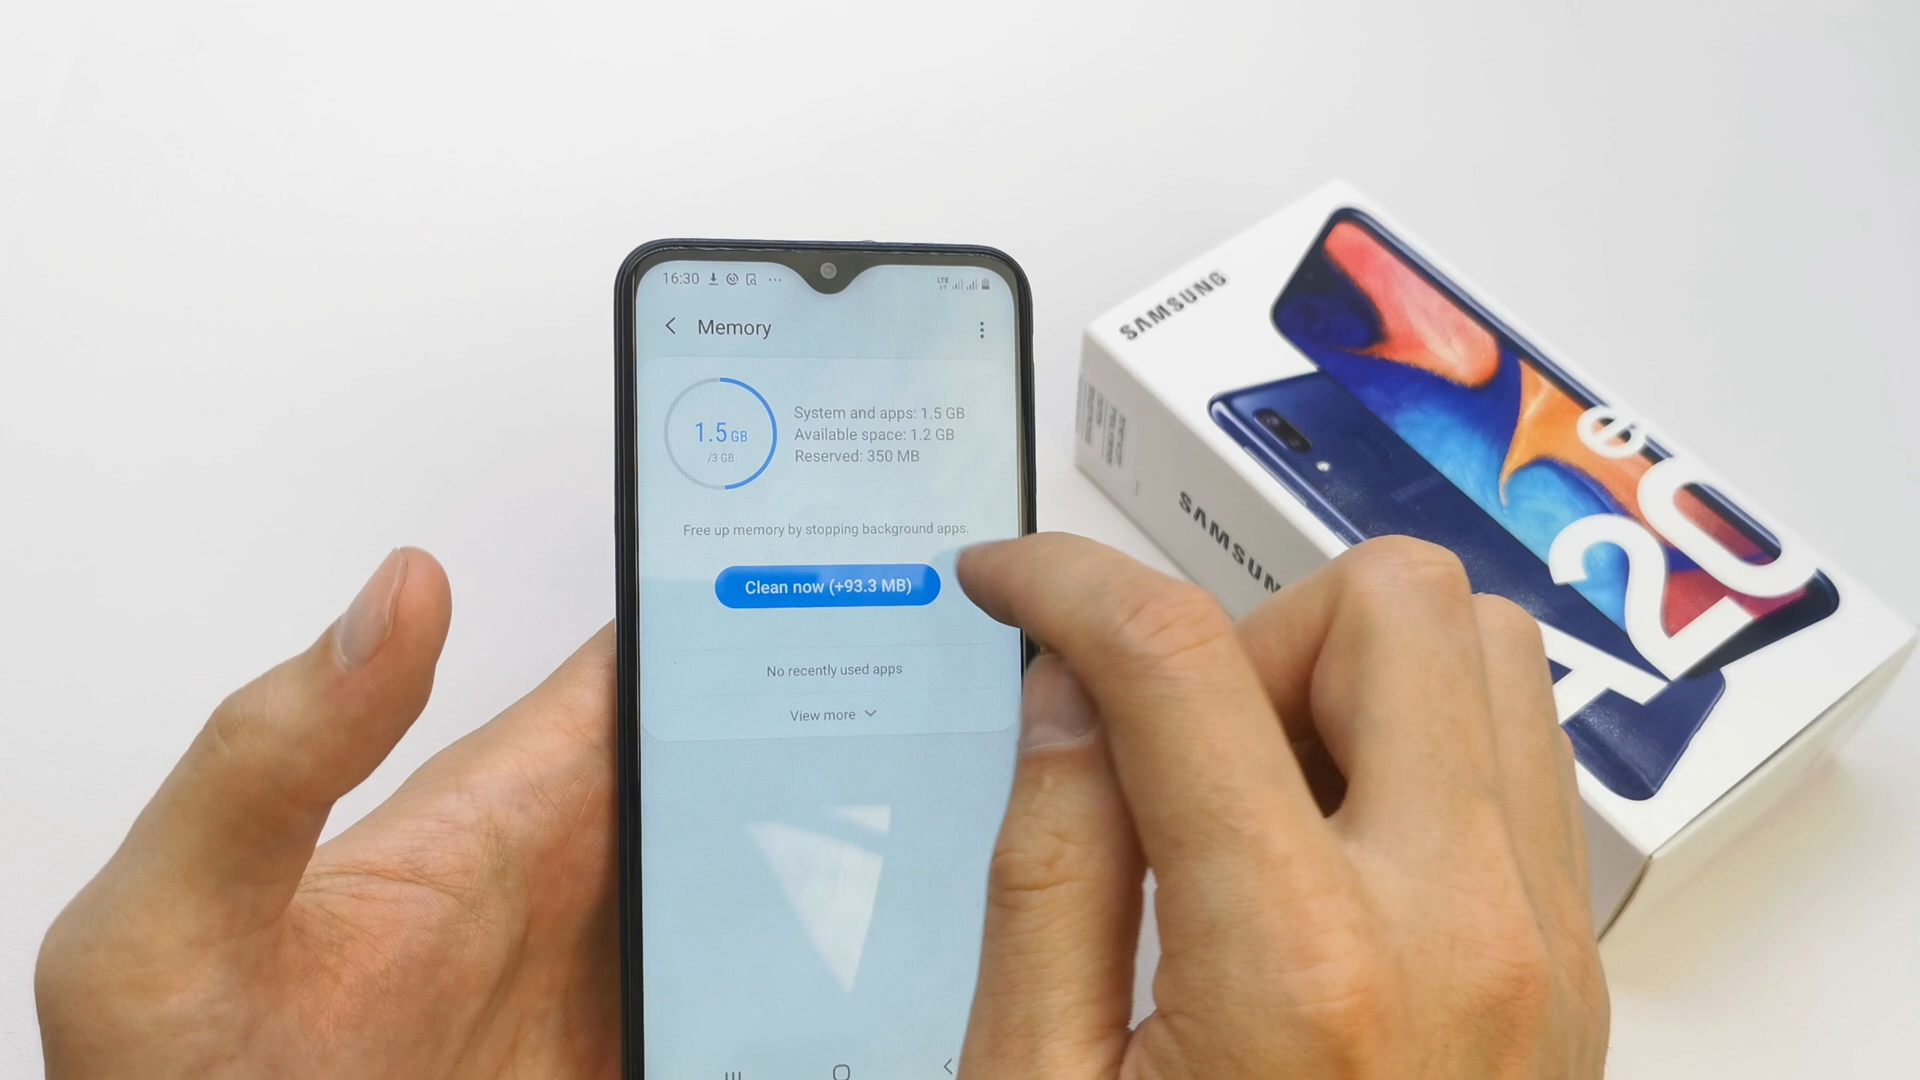 16:30
LTE
Memory
1.5 GB
/3 GB
System and apps: 1.5 GB
Available space: 1.2 GB
Reserved: 350 MB
Free up memory by stopping background apps.
Clean now (+93.3 MB)
No recently used apps
View more
SAMSUNG
SAMSUNG
A20e